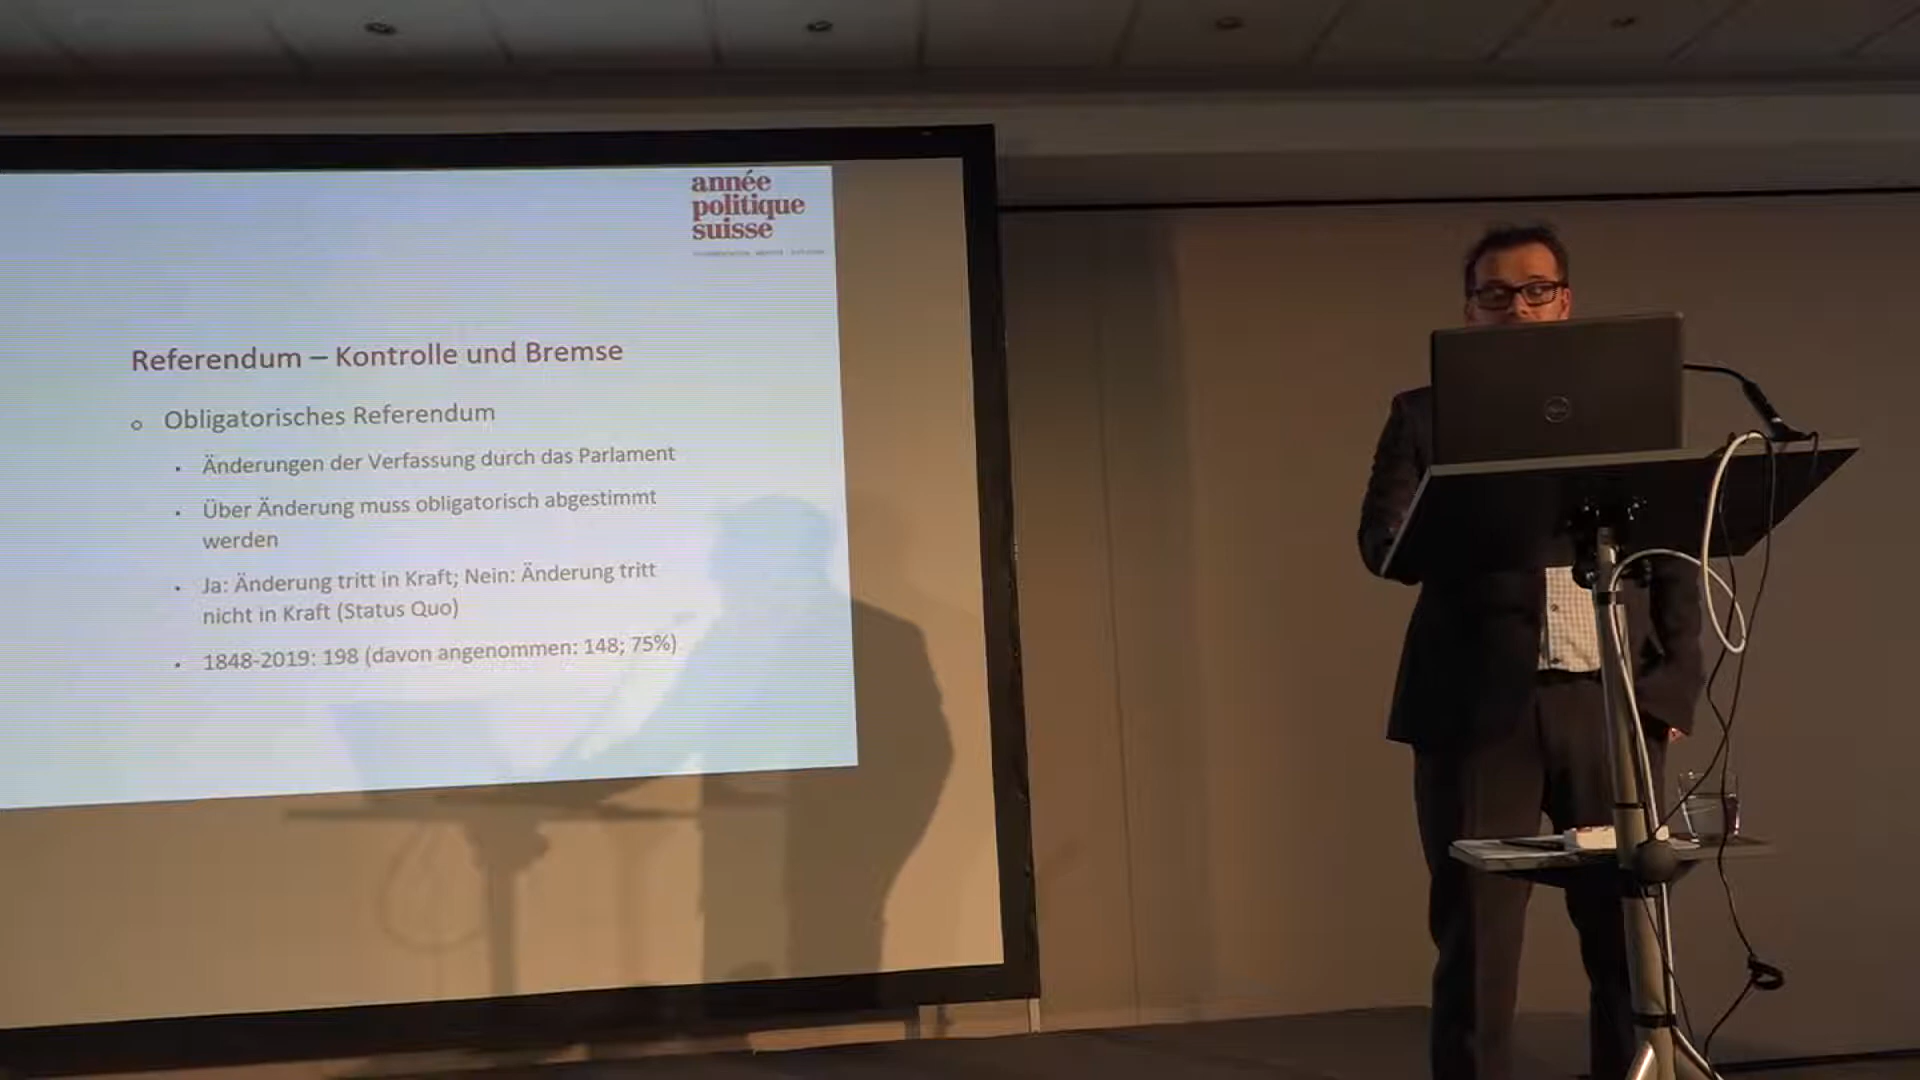 année
politique
suisse
Referendum – Kontrolle und Bremse
Obligatorisches Referendum
Änderungen der Verfassung durch das Parlament
Über Änderung muss obligatorisch abgestimmt
werden
Ja: Änderung tritt in Kraft; Nein: Änderung tritt
nicht in Kraft (Status Quo)
1848-2019: 198 (davon angenommen: 148; 75%)
DELL